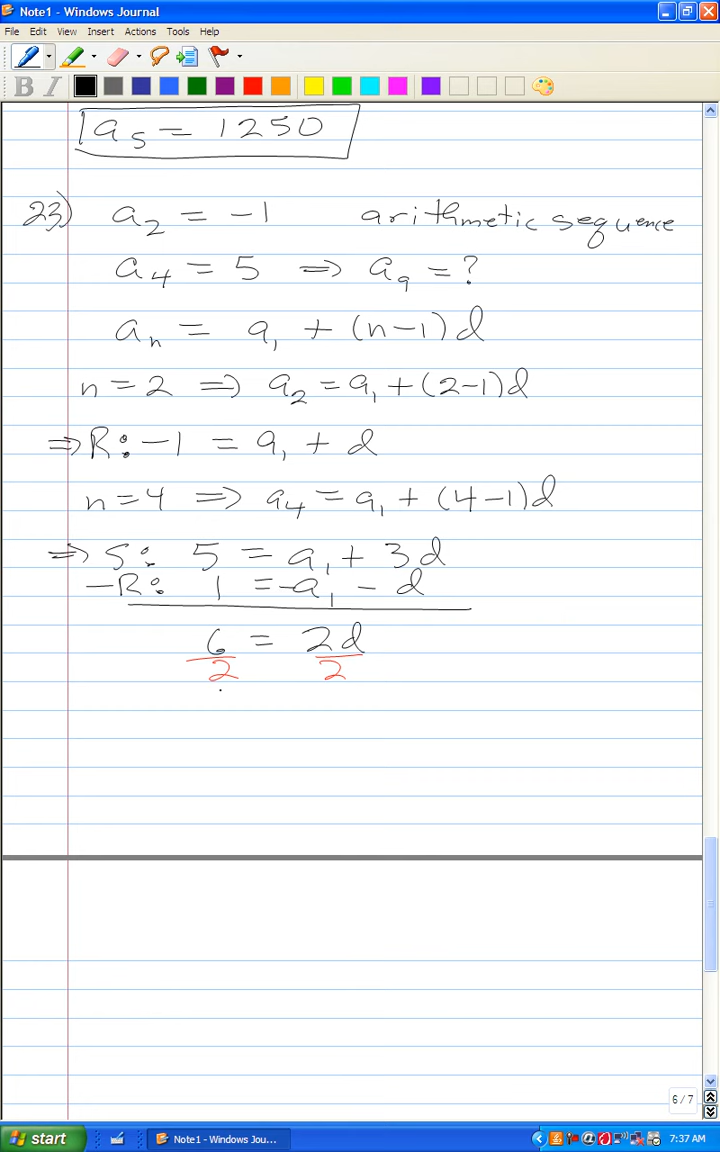 Note1 - Windows Journal
File Edit View Insert Actions Tools Help
B I
a₅ = 1250
23) a₂ = -1 arithmetic sequence
a₄ = 5 ⇒ a₉ = ?
aₙ = a₁ + (n-1)d
n = 2 ⇒ a₂ = a₁ + (2-1)d
⇒ R: -1 = a₁ + d
n = 4 ⇒ a₄ = a₁ + (4-1)d
⇒ S: 5 = a₁ + 3d
-R: 1 = -a₁ - d
6 = 2d
2 2
6 / 7
start Note1 - Windows Jou... 7:37 AM